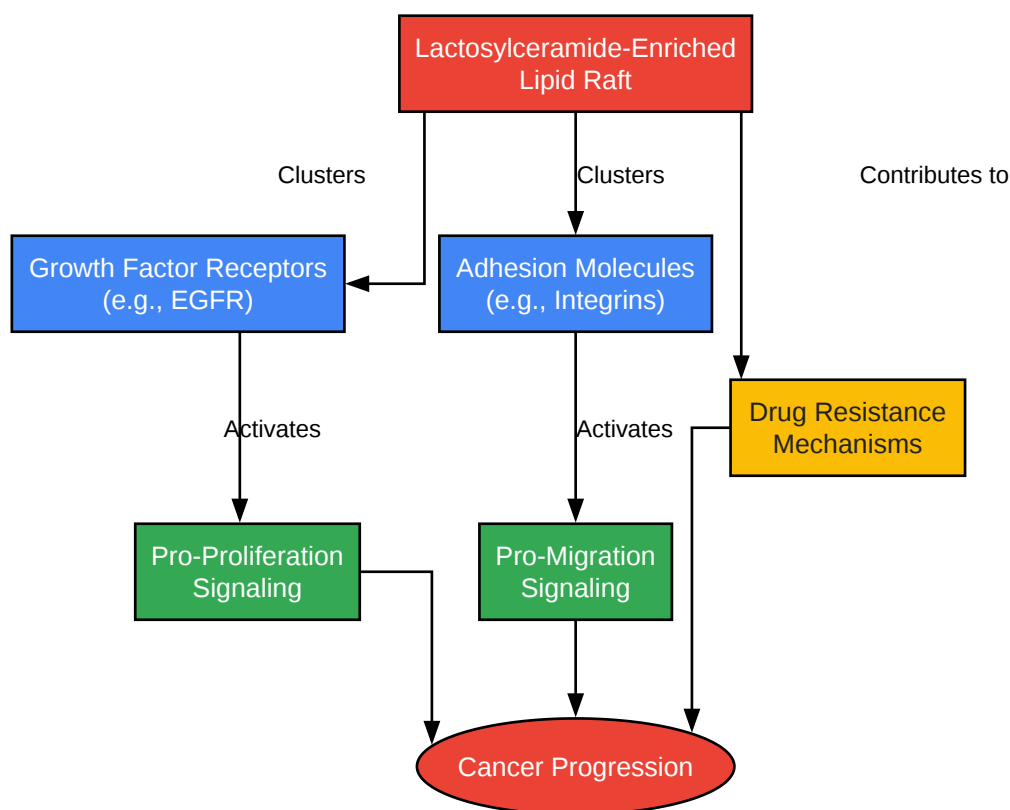 Lactosylceramide-Enriched
Lipid Raft
Clusters
Clusters
Contributes to
Growth Factor Receptors
(e.g., EGFR)
Adhesion Molecules
(e.g., Integrins)
Activates
Activates
Drug Resistance
Mechanisms
Pro-Proliferation
Signaling
Pro-Migration
Signaling
Cancer Progression